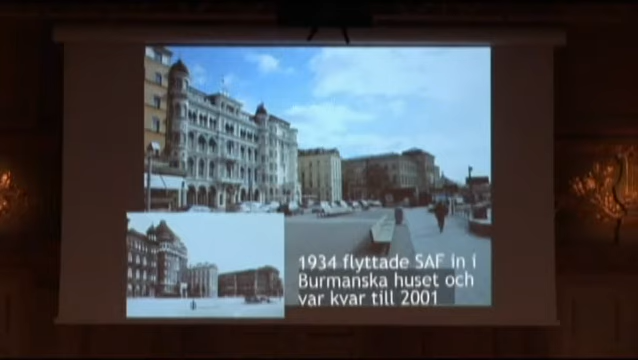 1934 flyttade SAF in i
Burmanska huset och
var kvar till 2001